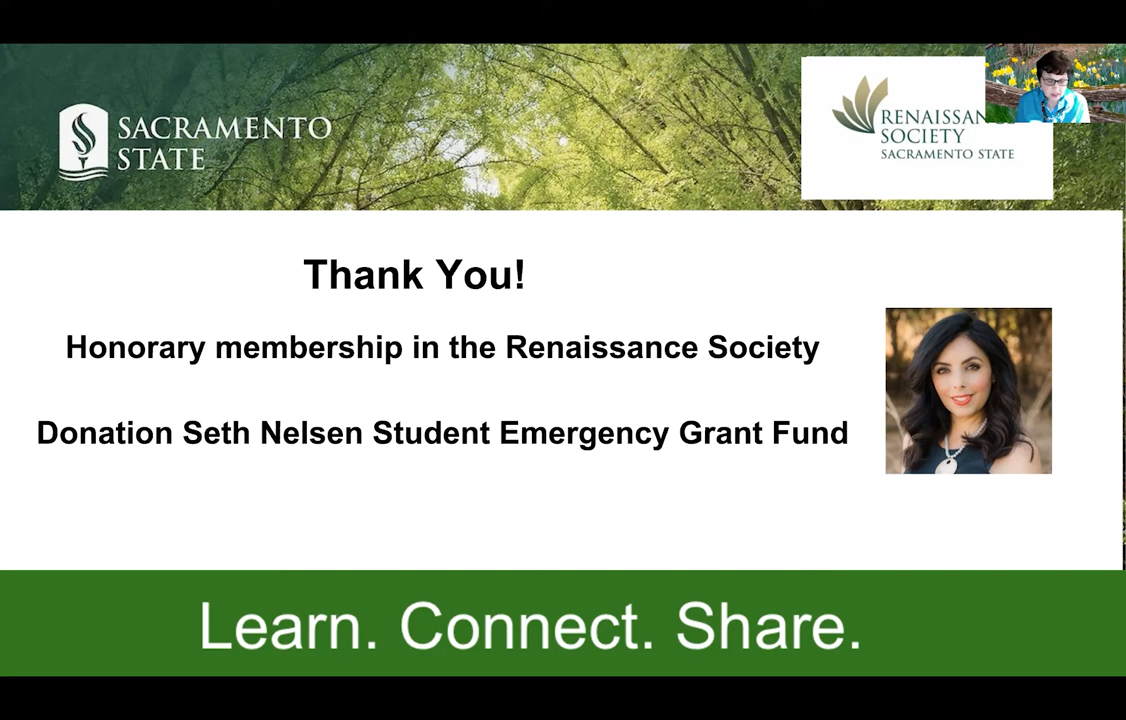 SACRAMENTO
STATE
RENAISSAN
SOCIETY
SACRAMENTO STATE
Thank You!
Honorary membership in the Renaissance Society
Donation Seth Nelsen Student Emergency Grant Fund
Learn. Connect. Share.